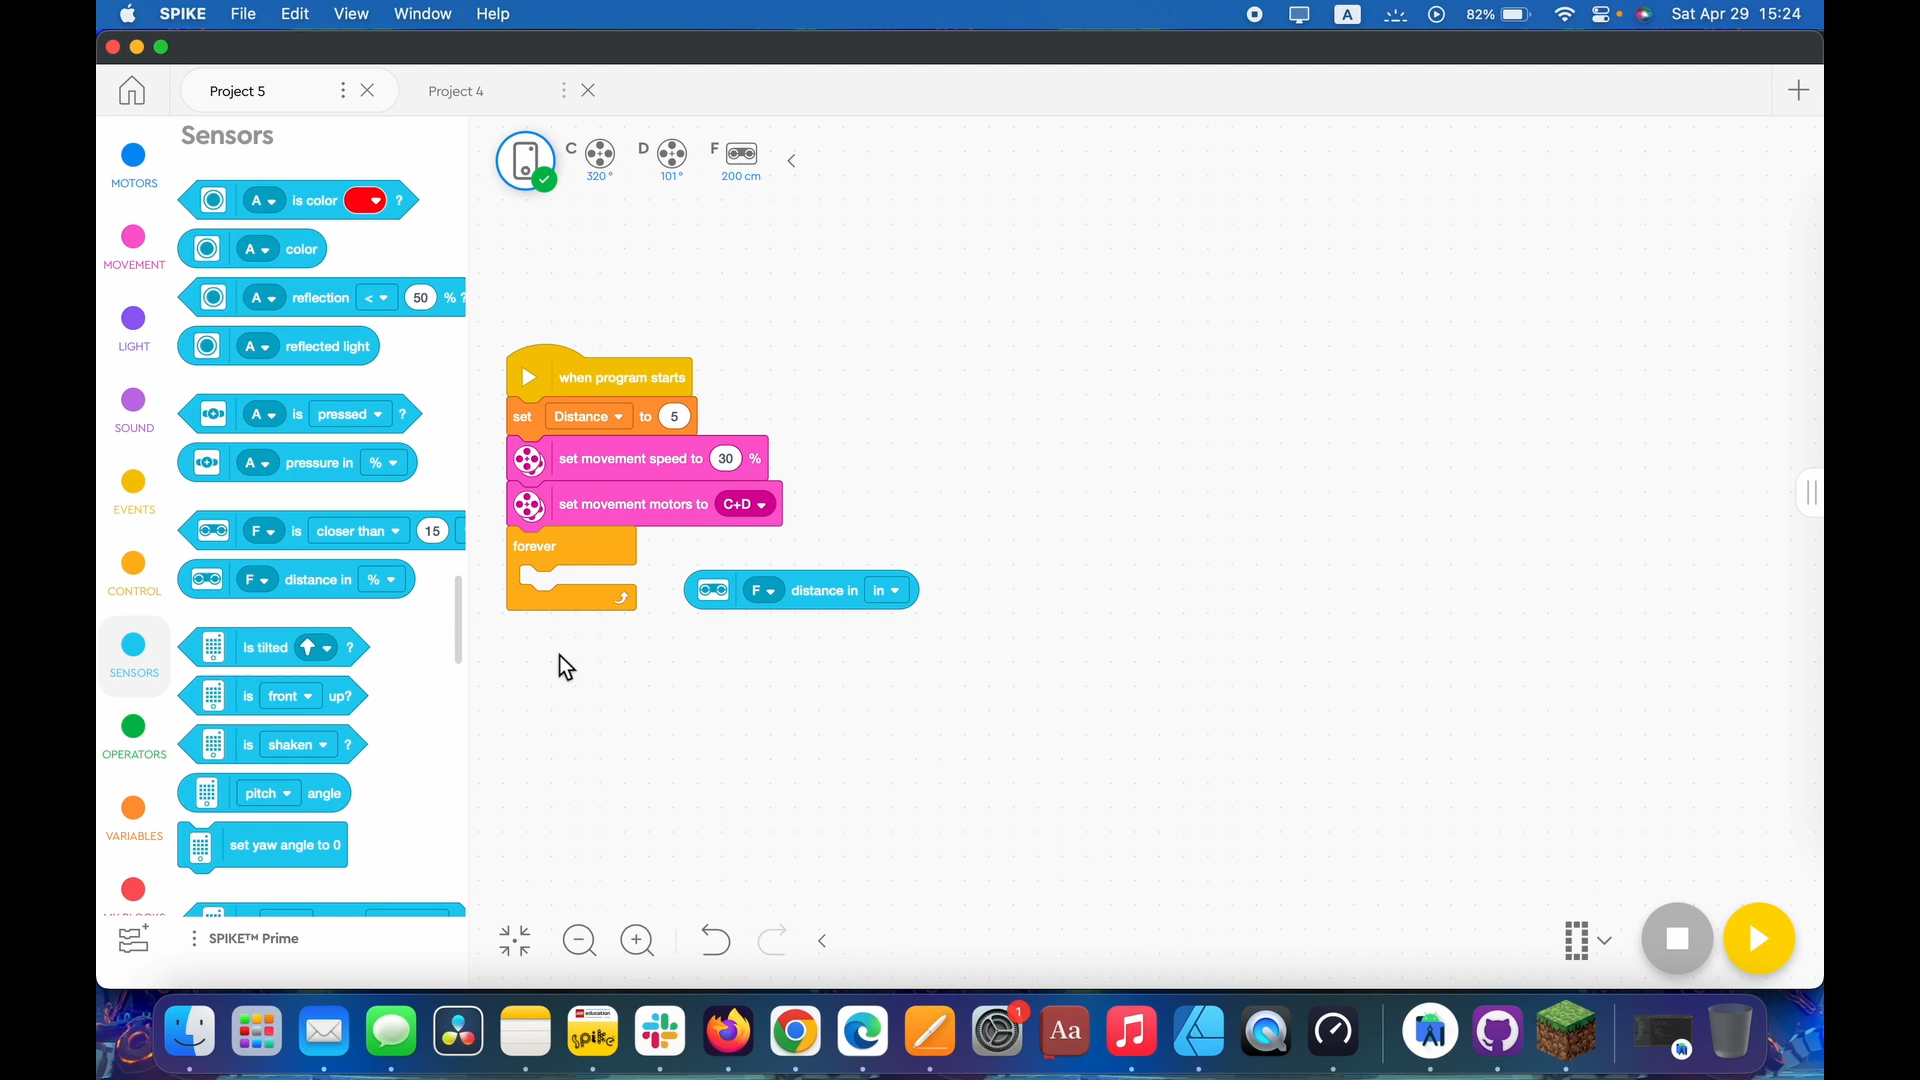 SPIKE File Edit View Window Help
A 82% Sat Apr 29 15:24
Project 5 Project 4
Sensors
C 320° D 101° F 200 cm
MOTORS
MOVEMENT
LIGHT
SOUND
EVENTS
CONTROL
SENSORS
OPERATORS
VARIABLES
A is color ?
A color
A reflection < 50 % ?
A reflected light
A is pressed ?
A pressure in %
F is closer than 15
F distance in %
Is tilted ?
is front up?
is shaken ?
pitch angle
set yaw angle to 0
SPIKE™ Prime
when program starts
set Distance to 5
set movement speed to 30 %
set movement motors to C+D
forever
F distance in in
education
spike
1
Aa